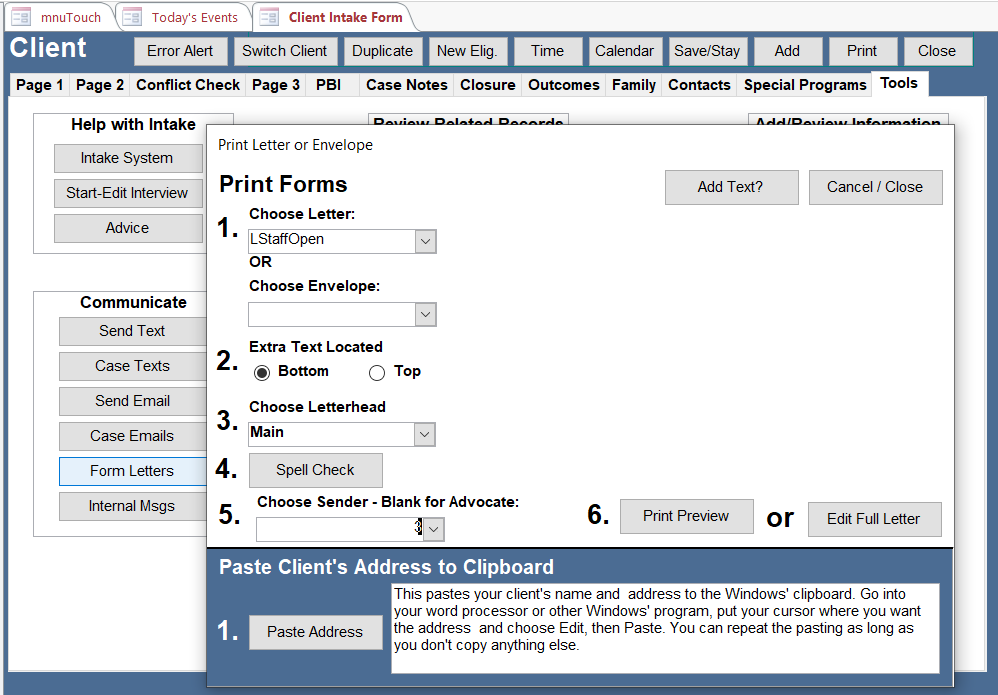 mnuTouch Today's Events Client Intake Form
Client Error Alert Switch Client Duplicate New Elig. Time Calendar Save/Stay Add Print Close
Page 1 Page 2 Conflict Check Page 3 PBI Case Notes Closure Outcomes Family Contacts Special Programs Tools
Help with Intake
Intake System
Start-Edit Interview
Advice
Communicate
Send Text
Case Texts
Send Email
Case Emails
Form Letters
Internal Msgs
Review Related Records
Add/Review Information
Print Letter or Envelope
Print Forms
Add Text? Cancel / Close
1. Choose Letter:
LStaffOpen
OR
Choose Envelope:
2. Extra Text Located
Bottom Top
3. Choose Letterhead
Main
4. Spell Check
5. Choose Sender - Blank for Advocate:
6. Print Preview or Edit Full Letter
Paste Client's Address to Clipboard
1. Paste Address
This pastes your client's name and address to the Windows' clipboard. Go into
your word processor or other Windows' program, put your cursor where you want
the address and choose Edit, then Paste. You can repeat the pasting as long as
you don't copy anything else.